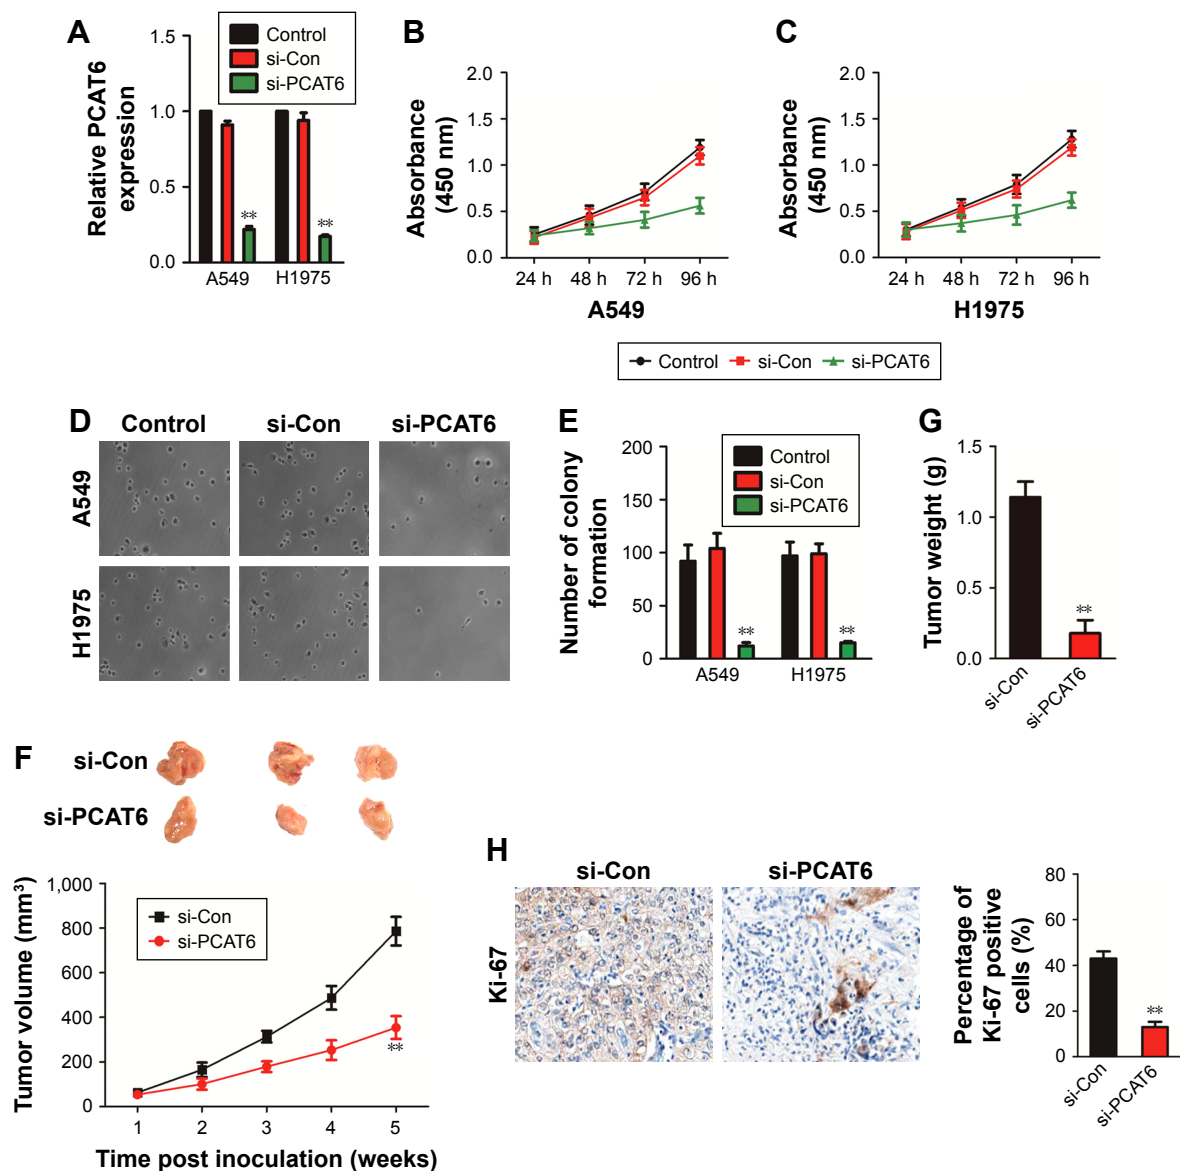 A
Relative PCAT6
expression
1.5
1.0
0.5
0.0
Control
si-Con
si-PCAT6
**
**
A549
H1975
B
Absorbance
(450 nm)
2.0
1.5
1.0
0.5
0.0
24 h
48 h
72 h
96 h
A549
C
Absorbance
(450 nm)
2.0
1.5
1.0
0.5
0.0
24 h
48 h
72 h
96 h
H1975
Control
si-Con
si-PCAT6
D
Control
si-Con
si-PCAT6
A549
H1975
E
Number of colony
formation
200
150
100
50
0
Control
si-Con
si-PCAT6
**
**
A549
H1975
G
Tumor weight (g)
1.5
1.0
0.5
0.0
**
si-Con
si-PCAT6
F
si-Con
si-PCAT6
Tumor volume (mm³)
1,000
800
600
400
200
0
si-Con
si-PCAT6
**
1
2
3
4
5
Time post inoculation (weeks)
H
si-Con
si-PCAT6
Ki-67
Percentage of
Ki-67 positive
cells (%)
80
60
40
20
0
**
si-Con
si-PCAT6